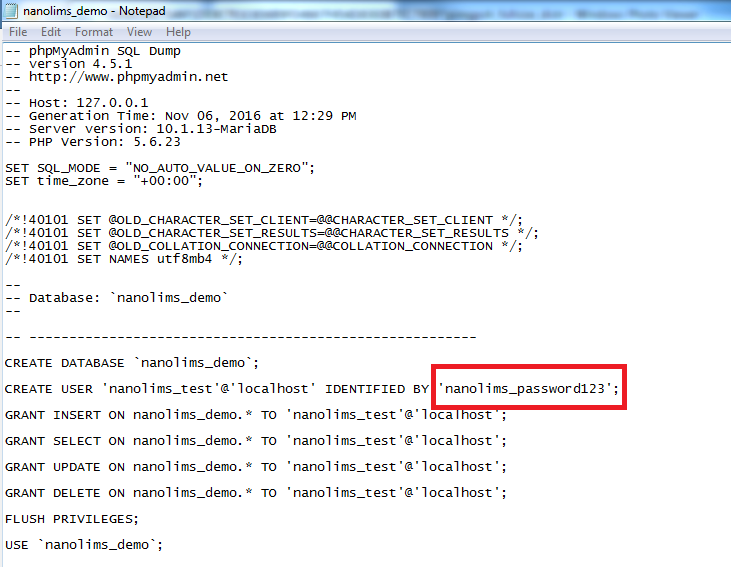 nanolims_demo - Notepad
File Edit Format View Help
-- phpMyAdmin SQL Dump
-- version 4.5.1
-- http://www.phpmyadmin.net
--
-- Host: 127.0.0.1
-- Generation Time: Nov 06, 2016 at 12:29 PM
-- Server version: 10.1.13-MariaDB
-- PHP Version: 5.6.23
SET SQL_MODE = "NO_AUTO_VALUE_ON_ZERO";
SET time_zone = "+00:00";
/*!40101 SET @OLD_CHARACTER_SET_CLIENT=@@CHARACTER_SET_CLIENT */;
/*!40101 SET @OLD_CHARACTER_SET_RESULTS=@@CHARACTER_SET_RESULTS */;
/*!40101 SET @OLD_COLLATION_CONNECTION=@@COLLATION_CONNECTION */;
/*!40101 SET NAMES utf8mb4 */;
--
-- Database: `nanolims_demo`
--
-- --------------------------------------------------------
CREATE DATABASE `nanolims_demo`;
CREATE USER 'nanolims_test'@'localhost' IDENTIFIED BY 'nanolims_password123';
GRANT INSERT ON nanolims_demo.* TO 'nanolims_test'@'localhost';
GRANT SELECT ON nanolims_demo.* TO 'nanolims_test'@'localhost';
GRANT UPDATE ON nanolims_demo.* TO 'nanolims_test'@'localhost';
GRANT DELETE ON nanolims_demo.* TO 'nanolims_test'@'localhost';
FLUSH PRIVILEGES;
USE `nanolims_demo`;